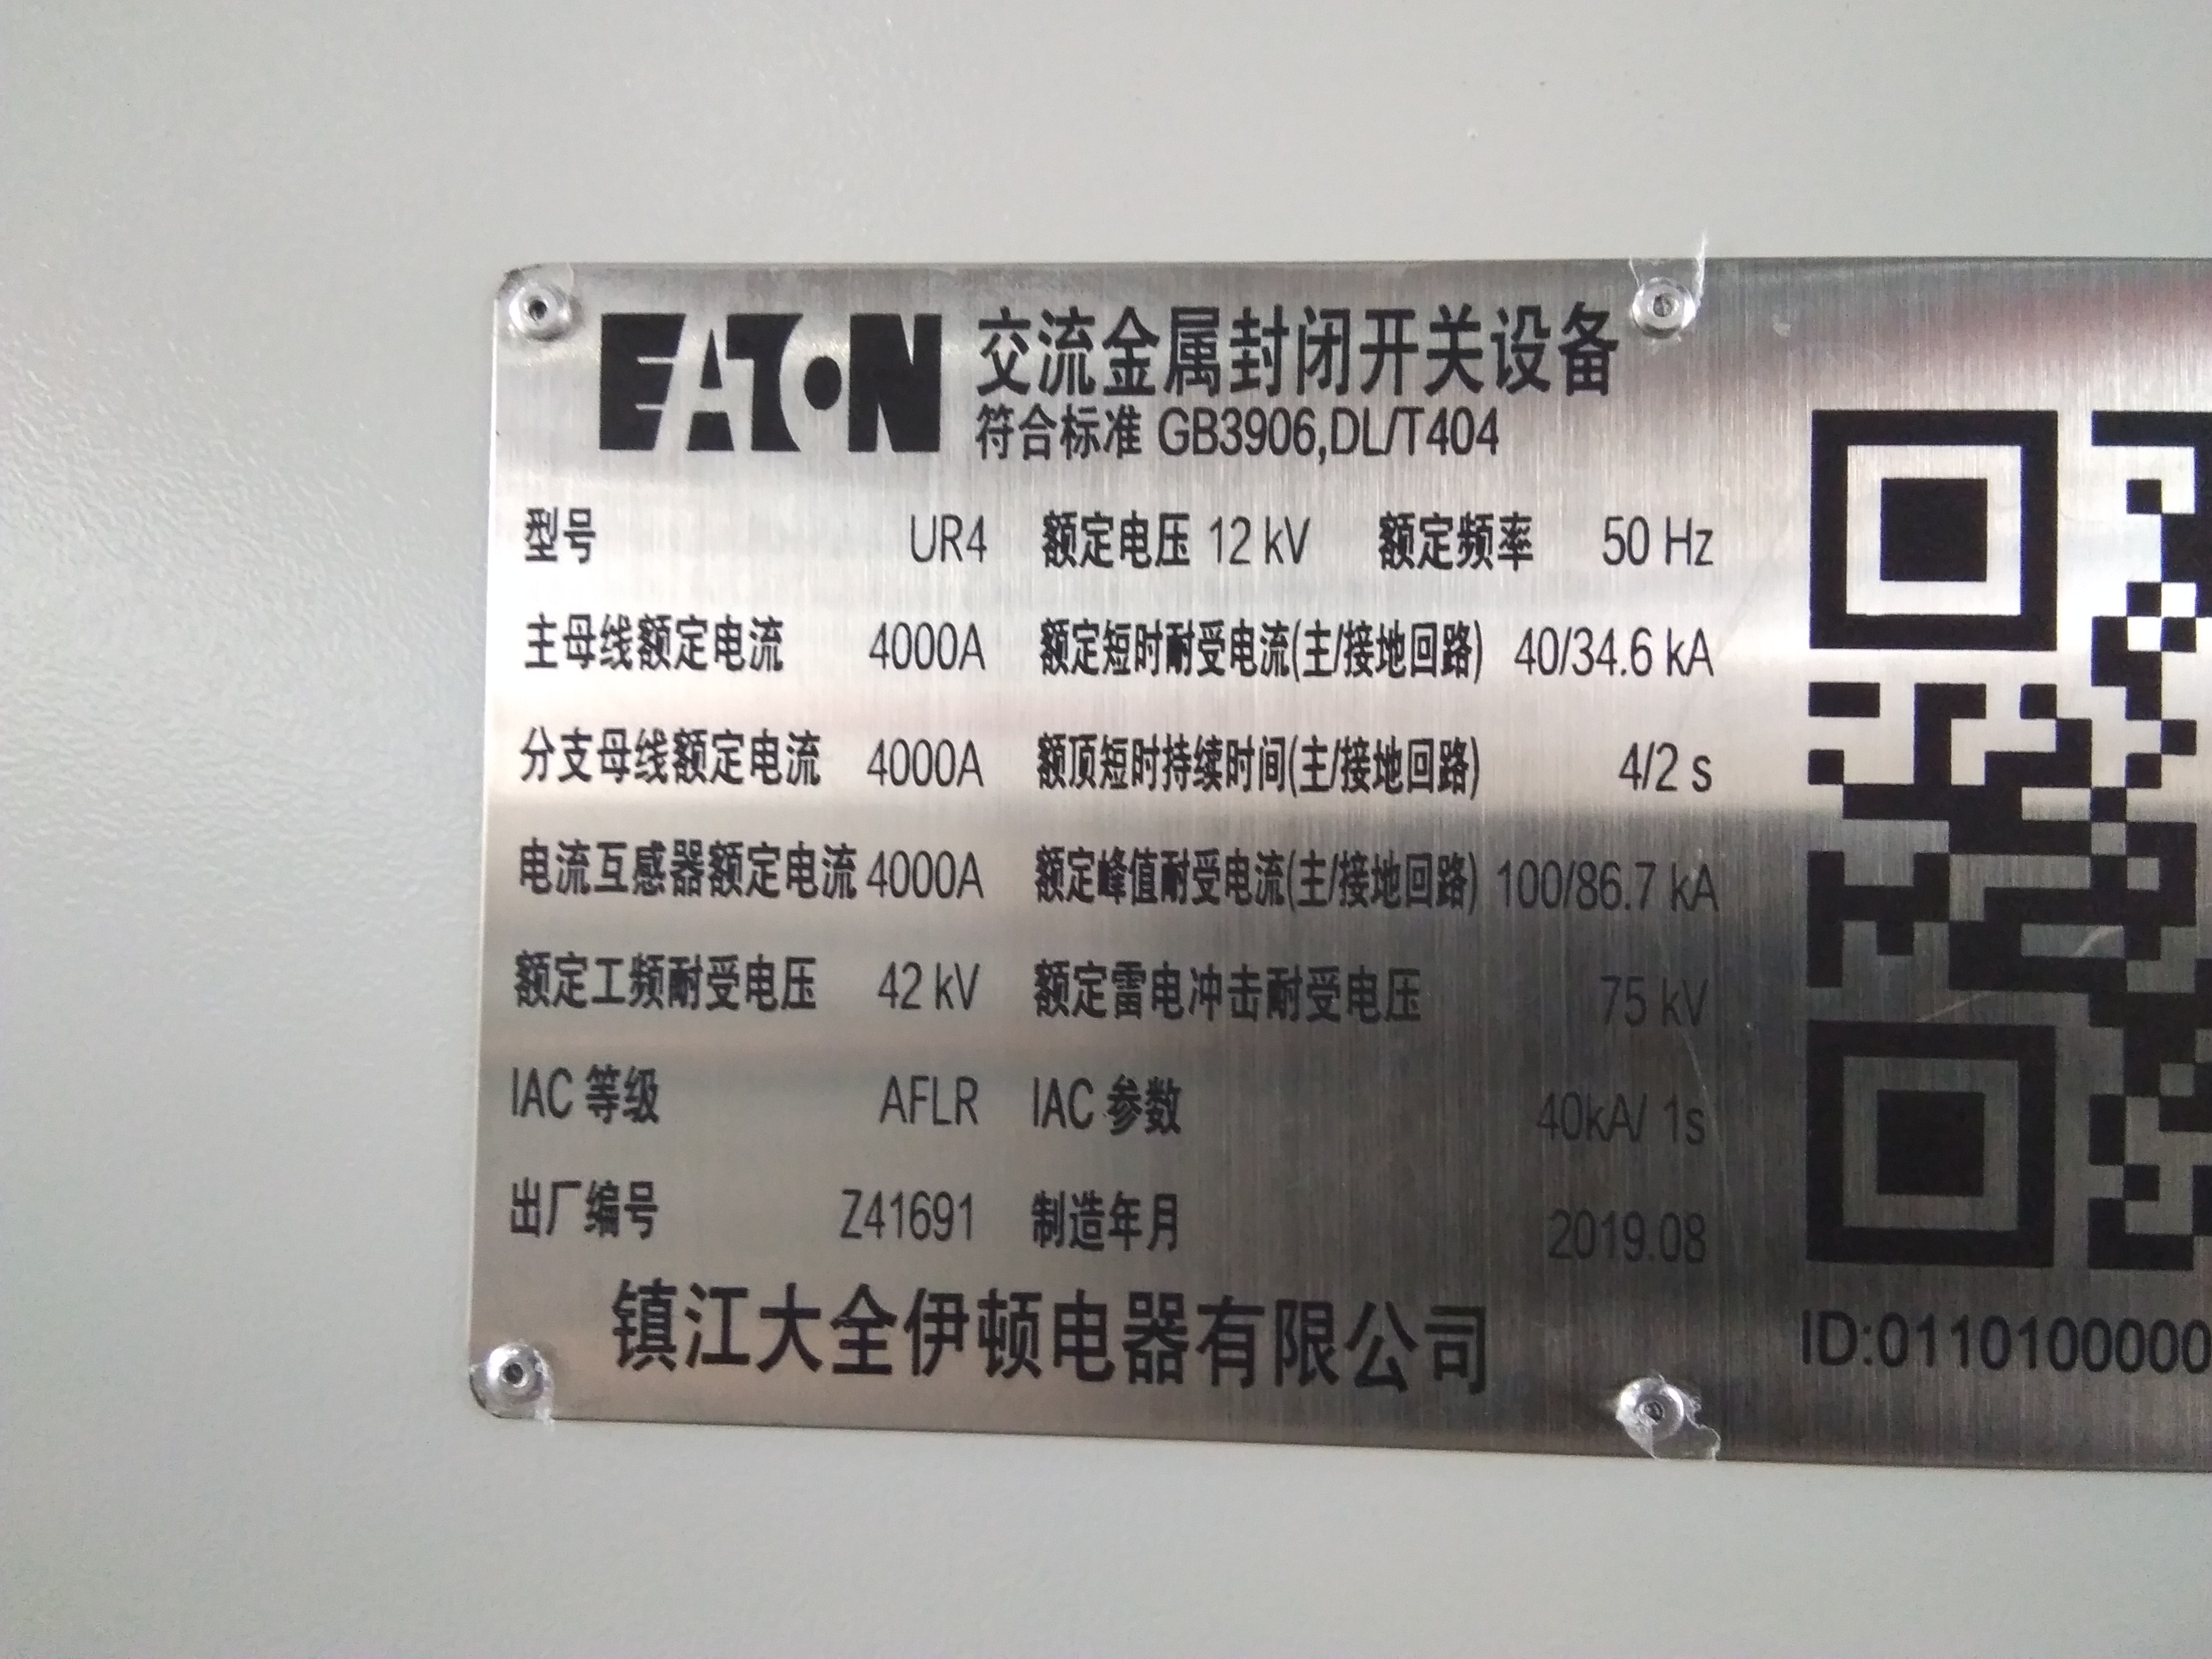 EATON 交流金属封闭开关设备
符合标准 GB3906,DL/T404
型号 UR4 额定电压 12 kV 额定频率 50 Hz
主母线额定电流 4000A 额定短时耐受电流(主/接地回路) 40/34.6 kA
分支母线额定电流 4000A 额顶短时持续时间(主/接地回路) 4/2 s
电流互感器额定电流 4000A 额定峰值耐受电流(主/接地回路) 100/86.7 kA
额定工频耐受电压 42 kV 额定雷电冲击耐受电压 75 kV
IAC 等级 AFLR IAC 参数 40kA/ 1s
出厂编号 Z41691 制造年月 2019.08
镇江大全伊顿电器有限公司
ID:0110100000